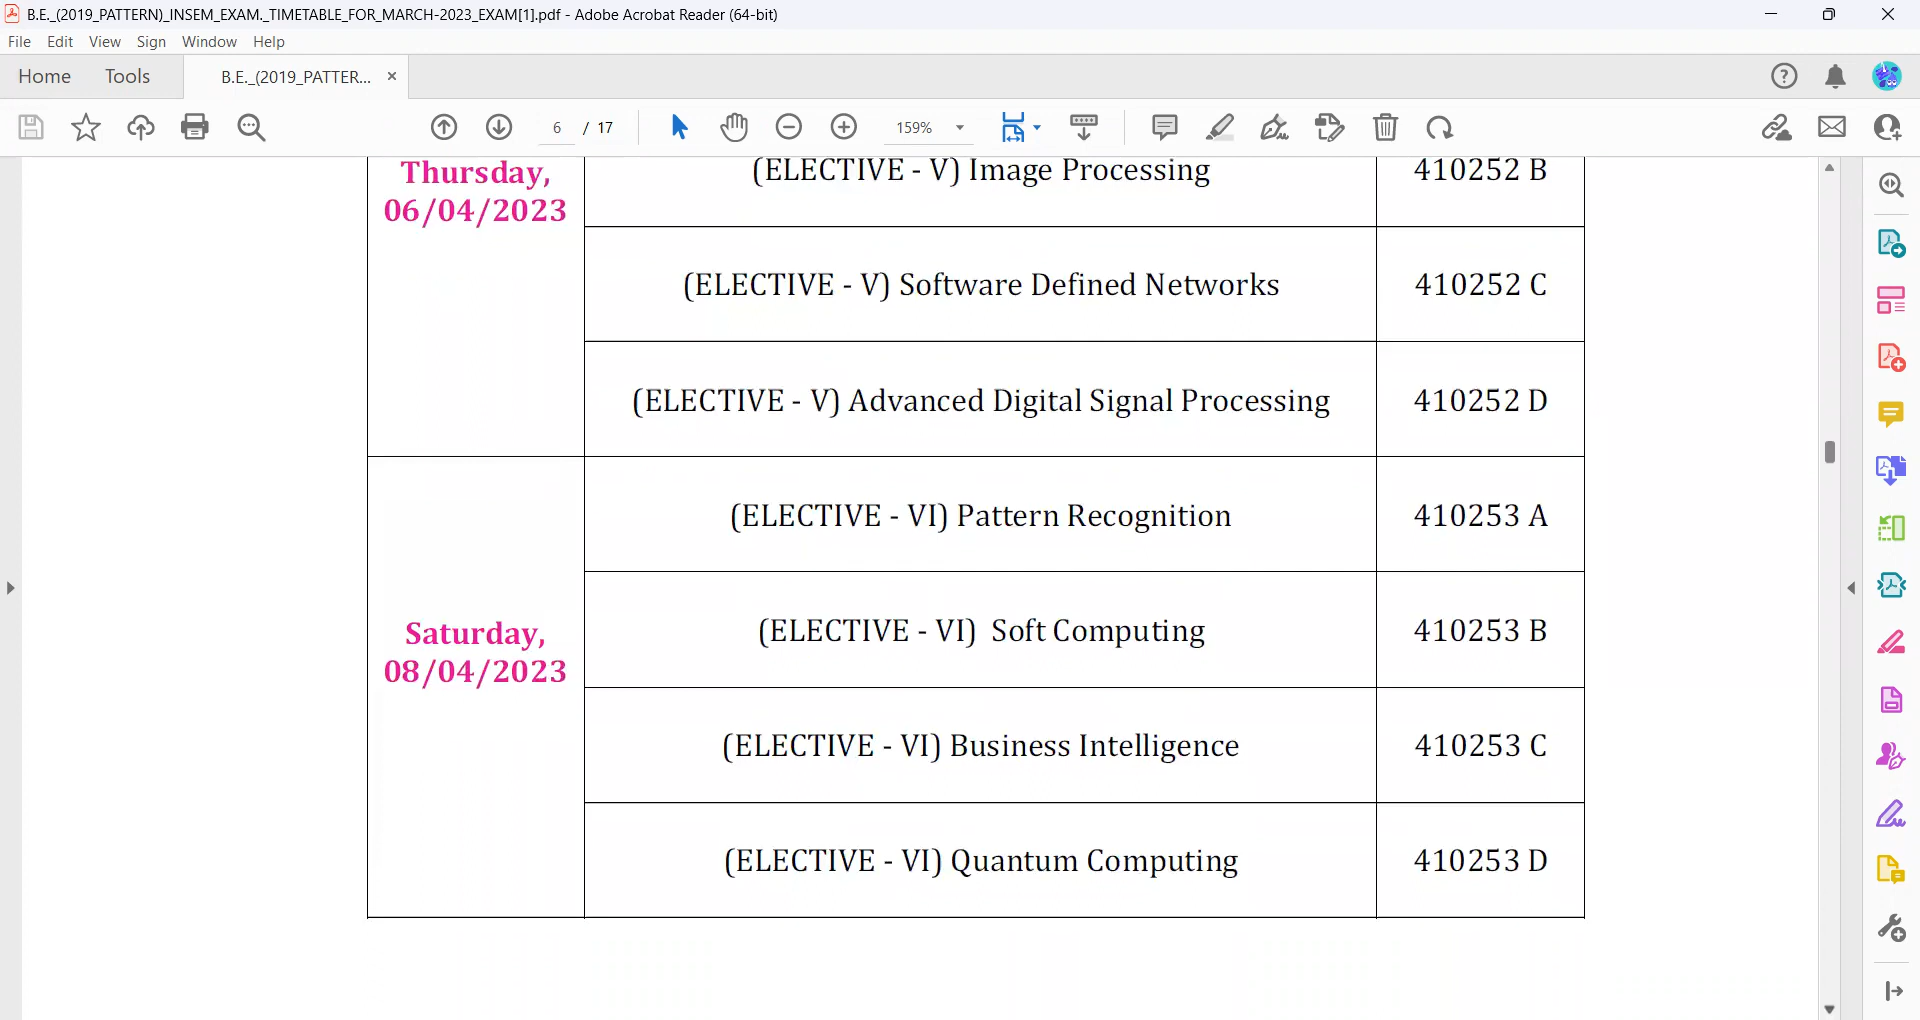 B.E._(2019_PATTERN)_INSEM_EXAM._TIMETABLE_FOR_MARCH-2023_EXAM[1].pdf - Adobe Acrobat Reader (64-bit)
File Edit View Sign Window Help
Home Tools B.E._(2019_PATTER...
6 / 17 159%
Thursday,
06/04/2023
(ELECTIVE - V) Image Processing 410252 B
(ELECTIVE - V) Software Defined Networks 410252 C
(ELECTIVE - V) Advanced Digital Signal Processing 410252 D
Saturday,
08/04/2023
(ELECTIVE - VI) Pattern Recognition 410253 A
(ELECTIVE - VI) Soft Computing 410253 B
(ELECTIVE - VI) Business Intelligence 410253 C
(ELECTIVE - VI) Quantum Computing 410253 D